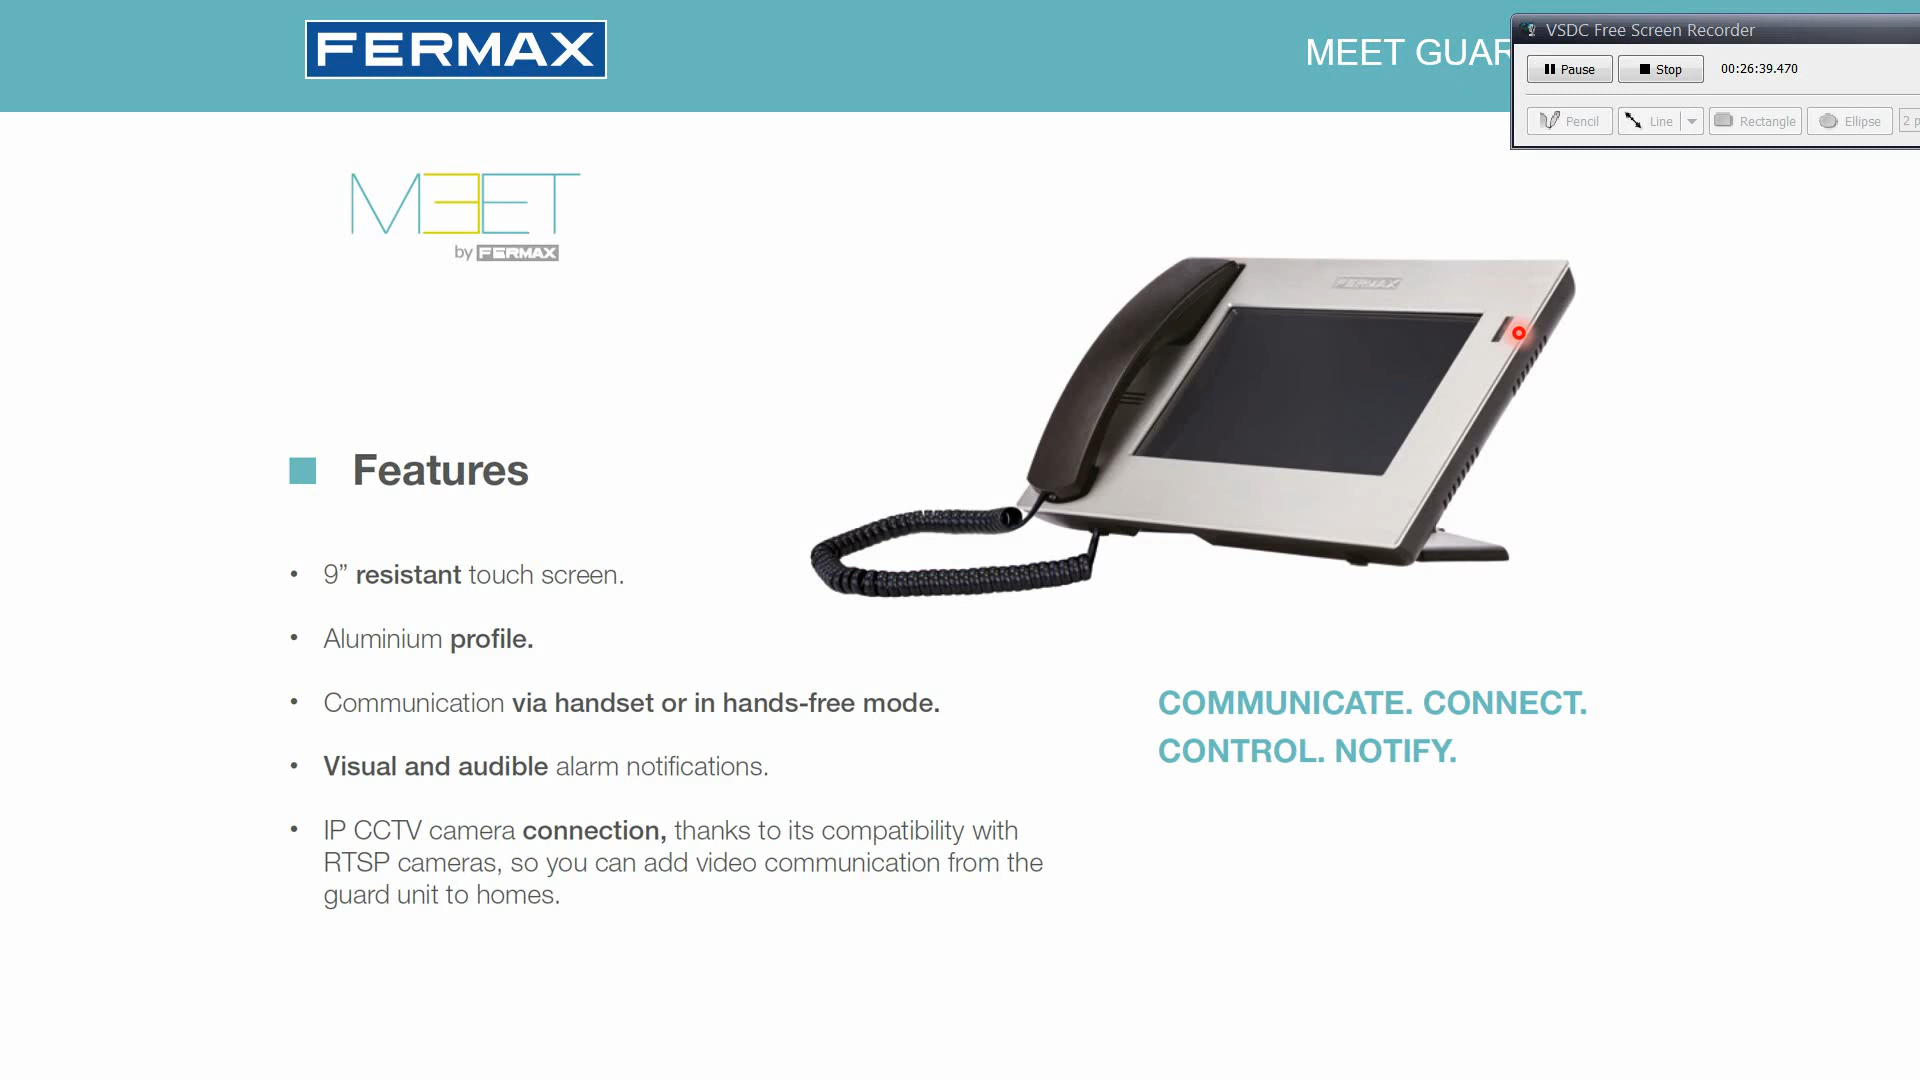 FERMAX
MEET GUAR
VSDC Free Screen Recorder
Pause
Stop
00:26:39.470
Pencil
Line
Rectangle
Ellipse
2 p
MEET
by FERMAX
FERMAX
Features
• 9” resistant touch screen.
• Aluminium profile.
• Communication via handset or in hands-free mode.
• Visual and audible alarm notifications.
• IP CCTV camera connection, thanks to its compatibility with
RTSP cameras, so you can add video communication from the
guard unit to homes.
COMMUNICATE. CONNECT.
CONTROL. NOTIFY.